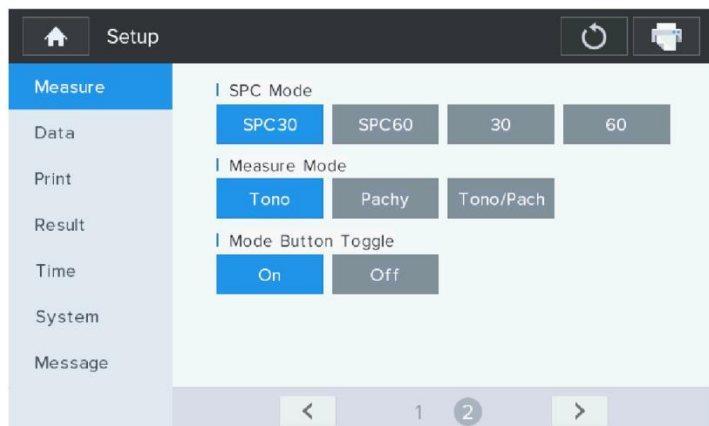 Setup
Measure
Data
Print
Result
Time
System
Message
SPC Mode
SPC30 SPC60 30 60
Measure Mode
Tono Pachy Tono/Pach
Mode Button Toggle
On Off
< 1 2 >